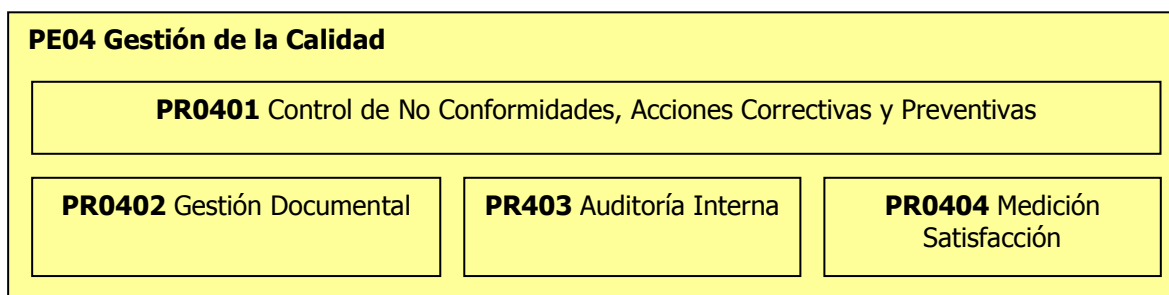 PE04 Gestión de la Calidad
PR0401 Control de No Conformidades, Acciones Correctivas y Preventivas
PR0402 Gestión Documental
PR403 Auditoría Interna
PR0404 Medición
Satisfacción